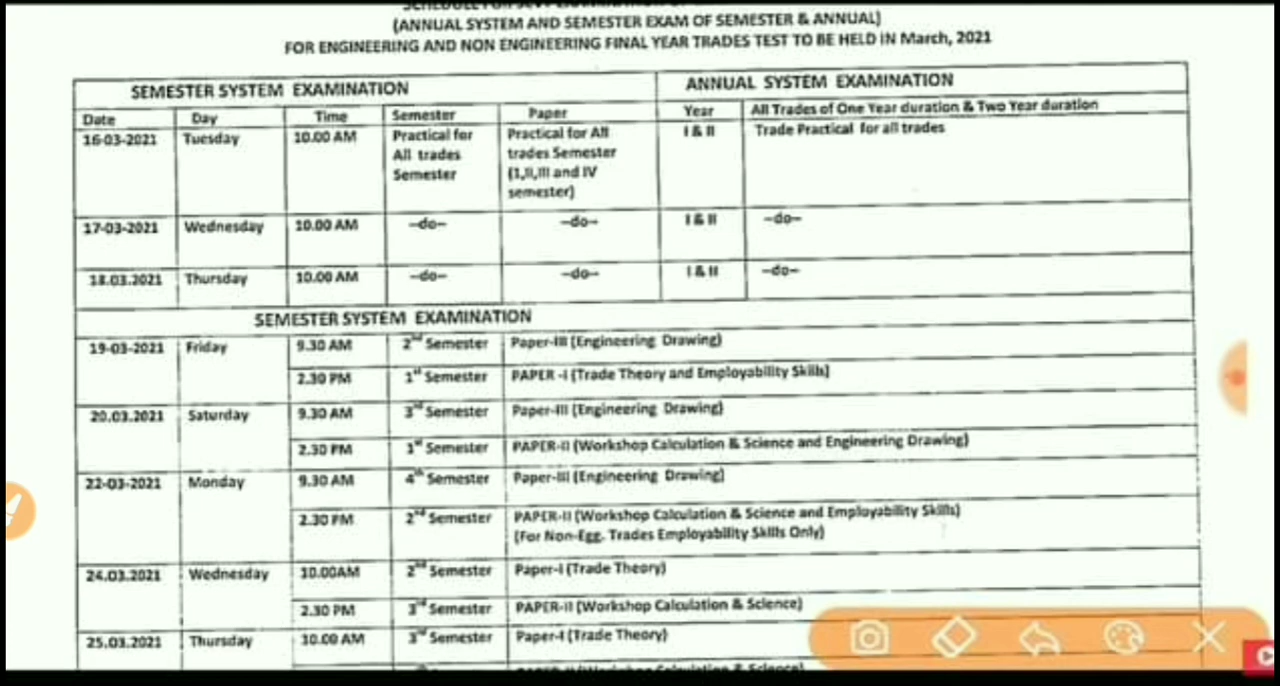 (ANNUAL SYSTEM AND SEMESTER EXAM OF SEMESTER & ANNUAL)
FOR ENGINEERING AND NON ENGINEERING FINAL YEAR TRADES TEST TO BE HELD IN March, 2021
SEMESTER SYSTEM EXAMINATION ANNUAL SYSTEM EXAMINATION
Date Day Time Semester Paper Year All Trades of One Year duration & Two Year duration
16-03-2021 Tuesday 10.00 AM Practical for Practical for All I & II Trade Practical for all trades
All trades trades Semester
Semester (1,II,III and IV
semester)
17-03-2021 Wednesday 10.00 AM --do-- --do-- I & II --do--
18.03.2021 Thursday 10.00 AM --do-- --do-- I & II --do--
SEMESTER SYSTEM EXAMINATION
19-03-2021 Friday 9.30 AM 2nd Semester Paper-III (Engineering Drawing)
2.30 PM 1st Semester PAPER -I (Trade Theory and Employability Skills)
20.03.2021 Saturday 9.30 AM 3rd Semester Paper-III (Engineering Drawing)
2.30 PM 1st Semester PAPER-II (Workshop Calculation & Science and Engineering Drawing)
22-03-2021 Monday 9.30 AM 4th Semester Paper-III (Engineering Drawing)
2.30 PM 2nd Semester PAPER-II (Workshop Calculation & Science and Employability Skills)
(For Non-Egg. Trades Employability Skills Only)
24.03.2021 Wednesday 10.00AM 2nd Semester Paper-I (Trade Theory)
2.30 PM 3rd Semester PAPER-II (Workshop Calculation & Science)
25.03.2021 Thursday 10.00 AM 3rd Semester Paper-I (Trade Theory)